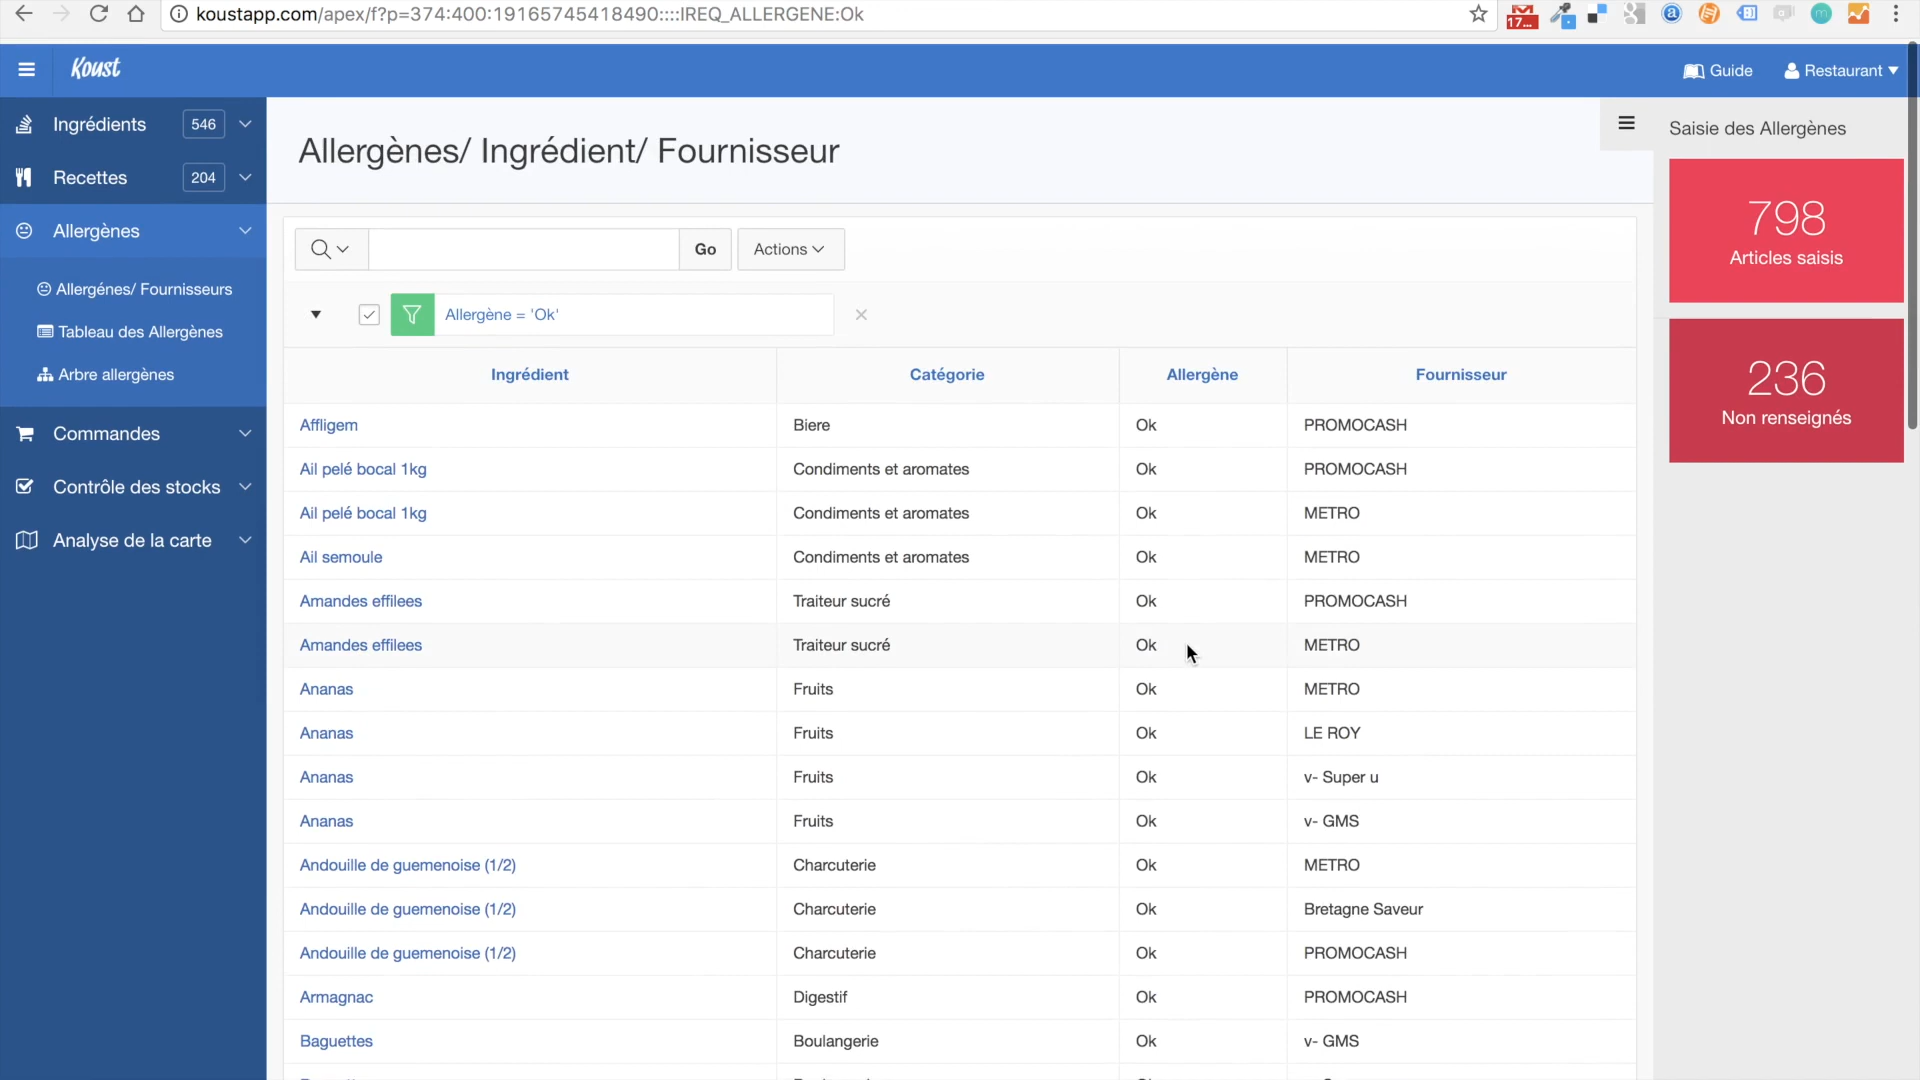 koustapp.com/apex/f?p=374:400:19165745418490::::IREQ_ALLERGENE:Ok
17...
Koust
Guide
Restaurant
Ingrédients 546
Recettes 204
Allergènes
Allergénes/ Fournisseurs
Tableau des Allergènes
Arbre allergènes
Commandes
Contrôle des stocks
Analyse de la carte
Allergènes/ Ingrédient/ Fournisseur
Go
Actions
Allergène = 'Ok'
Ingrédient Catégorie Allergène Fournisseur
Affligem Biere Ok PROMOCASH
Ail pelé bocal 1kg Condiments et aromates Ok PROMOCASH
Ail pelé bocal 1kg Condiments et aromates Ok METRO
Ail semoule Condiments et aromates Ok METRO
Amandes effilees Traiteur sucré Ok PROMOCASH
Amandes effilees Traiteur sucré Ok METRO
Ananas Fruits Ok METRO
Ananas Fruits Ok LE ROY
Ananas Fruits Ok v- Super u
Ananas Fruits Ok v- GMS
Andouille de guemenoise (1/2) Charcuterie Ok METRO
Andouille de guemenoise (1/2) Charcuterie Ok Bretagne Saveur
Andouille de guemenoise (1/2) Charcuterie Ok PROMOCASH
Armagnac Digestif Ok PROMOCASH
Baguettes Boulangerie Ok v- GMS
Saisie des Allergènes
798
Articles saisis
236
Non renseignés